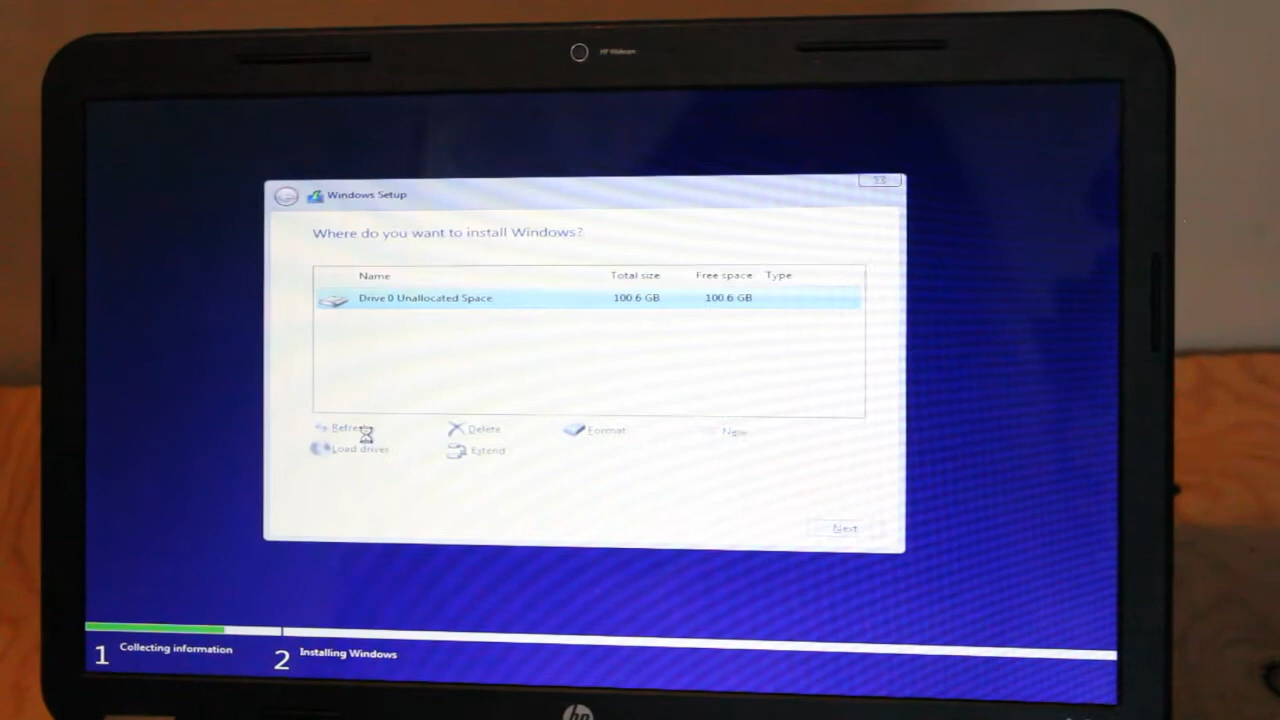 HP Webcam
Windows Setup
Where do you want to install Windows?
Name Total size Free space Type
Drive 0 Unallocated Space 100.6 GB 100.6 GB
Refresh Delete Format New
Load driver Extend
Next
1 Collecting information 2 Installing Windows
hp